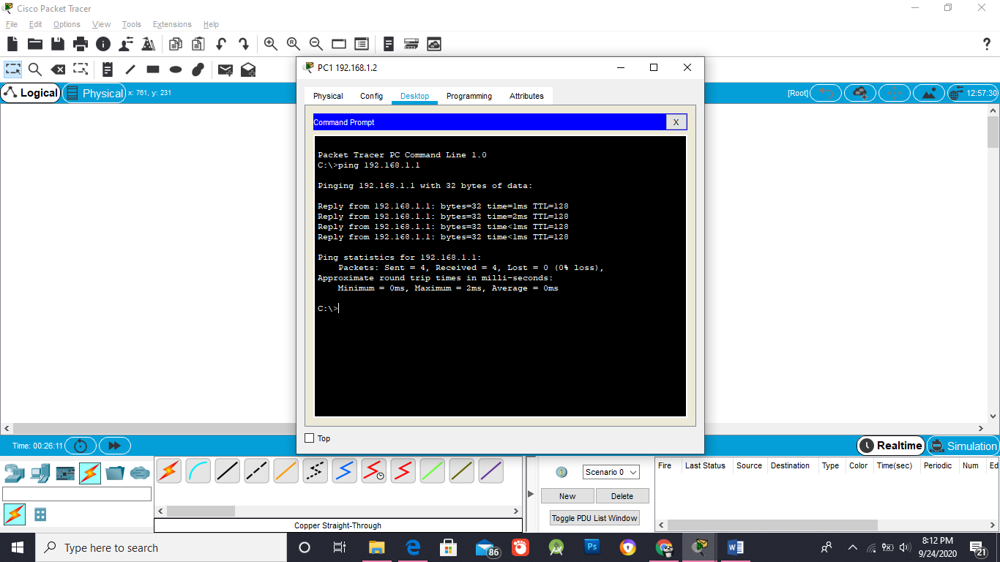 Cisco Packet Tracer
File Edit Options View Tools Extensions Help
?
PC1 192.168.1.2
Logical Physical x: 761, y: 231
[Root] 12:57:30
Physical Config Desktop Programming Attributes
Command Prompt X
Packet Tracer PC Command Line 1.0
C:\>ping 192.168.1.1
Pinging 192.168.1.1 with 32 bytes of data:
Reply from 192.168.1.1: bytes=32 time=1ms TTL=128
Reply from 192.168.1.1: bytes=32 time=2ms TTL=128
Reply from 192.168.1.1: bytes=32 time<1ms TTL=128
Reply from 192.168.1.1: bytes=32 time<1ms TTL=128
Ping statistics for 192.168.1.1:
Packets: Sent = 4, Received = 4, Lost = 0 (0% loss),
Approximate round trip times in milli-seconds:
Minimum = 0ms, Maximum = 2ms, Average = 0ms
C:\>
Top
Time: 00:26:11
Realtime Simulation
Scenario 0
New Delete
Toggle PDU List Window
Fire Last Status Source Destination Type Color Time(sec) Periodic Num Ed
Copper Straight-Through
Type here to search
86
Ps
8:12 PM
9/24/2020
21